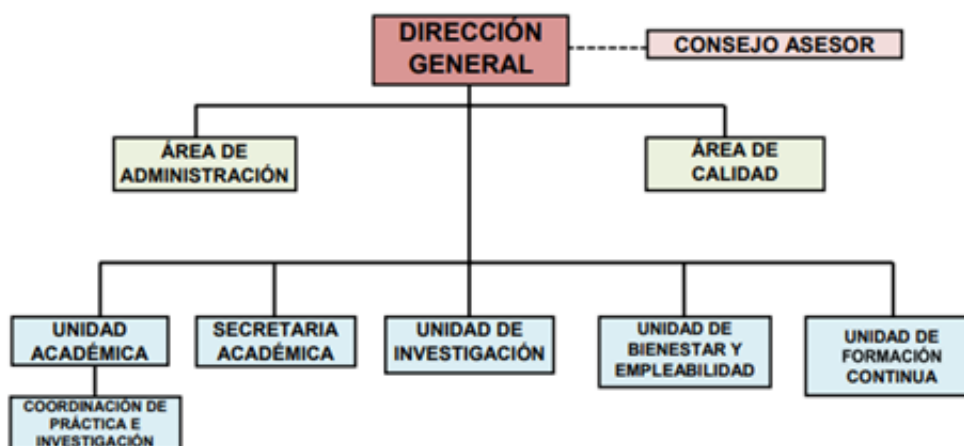 DIRECCIÓN
GENERAL
CONSEJO ASESOR
ÁREA DE
ADMINISTRACIÓN
ÁREA DE
CALIDAD
UNIDAD
ACADÉMICA
SECRETARIA
ACADÉMICA
UNIDAD DE
INVESTIGACIÓN
UNIDAD DE
BIENESTAR Y
EMPLEABILIDAD
UNIDAD DE
FORMACIÓN
CONTINUA
COORDINACIÓN DE
PRÁCTICA E
INVESTIGACIÓN